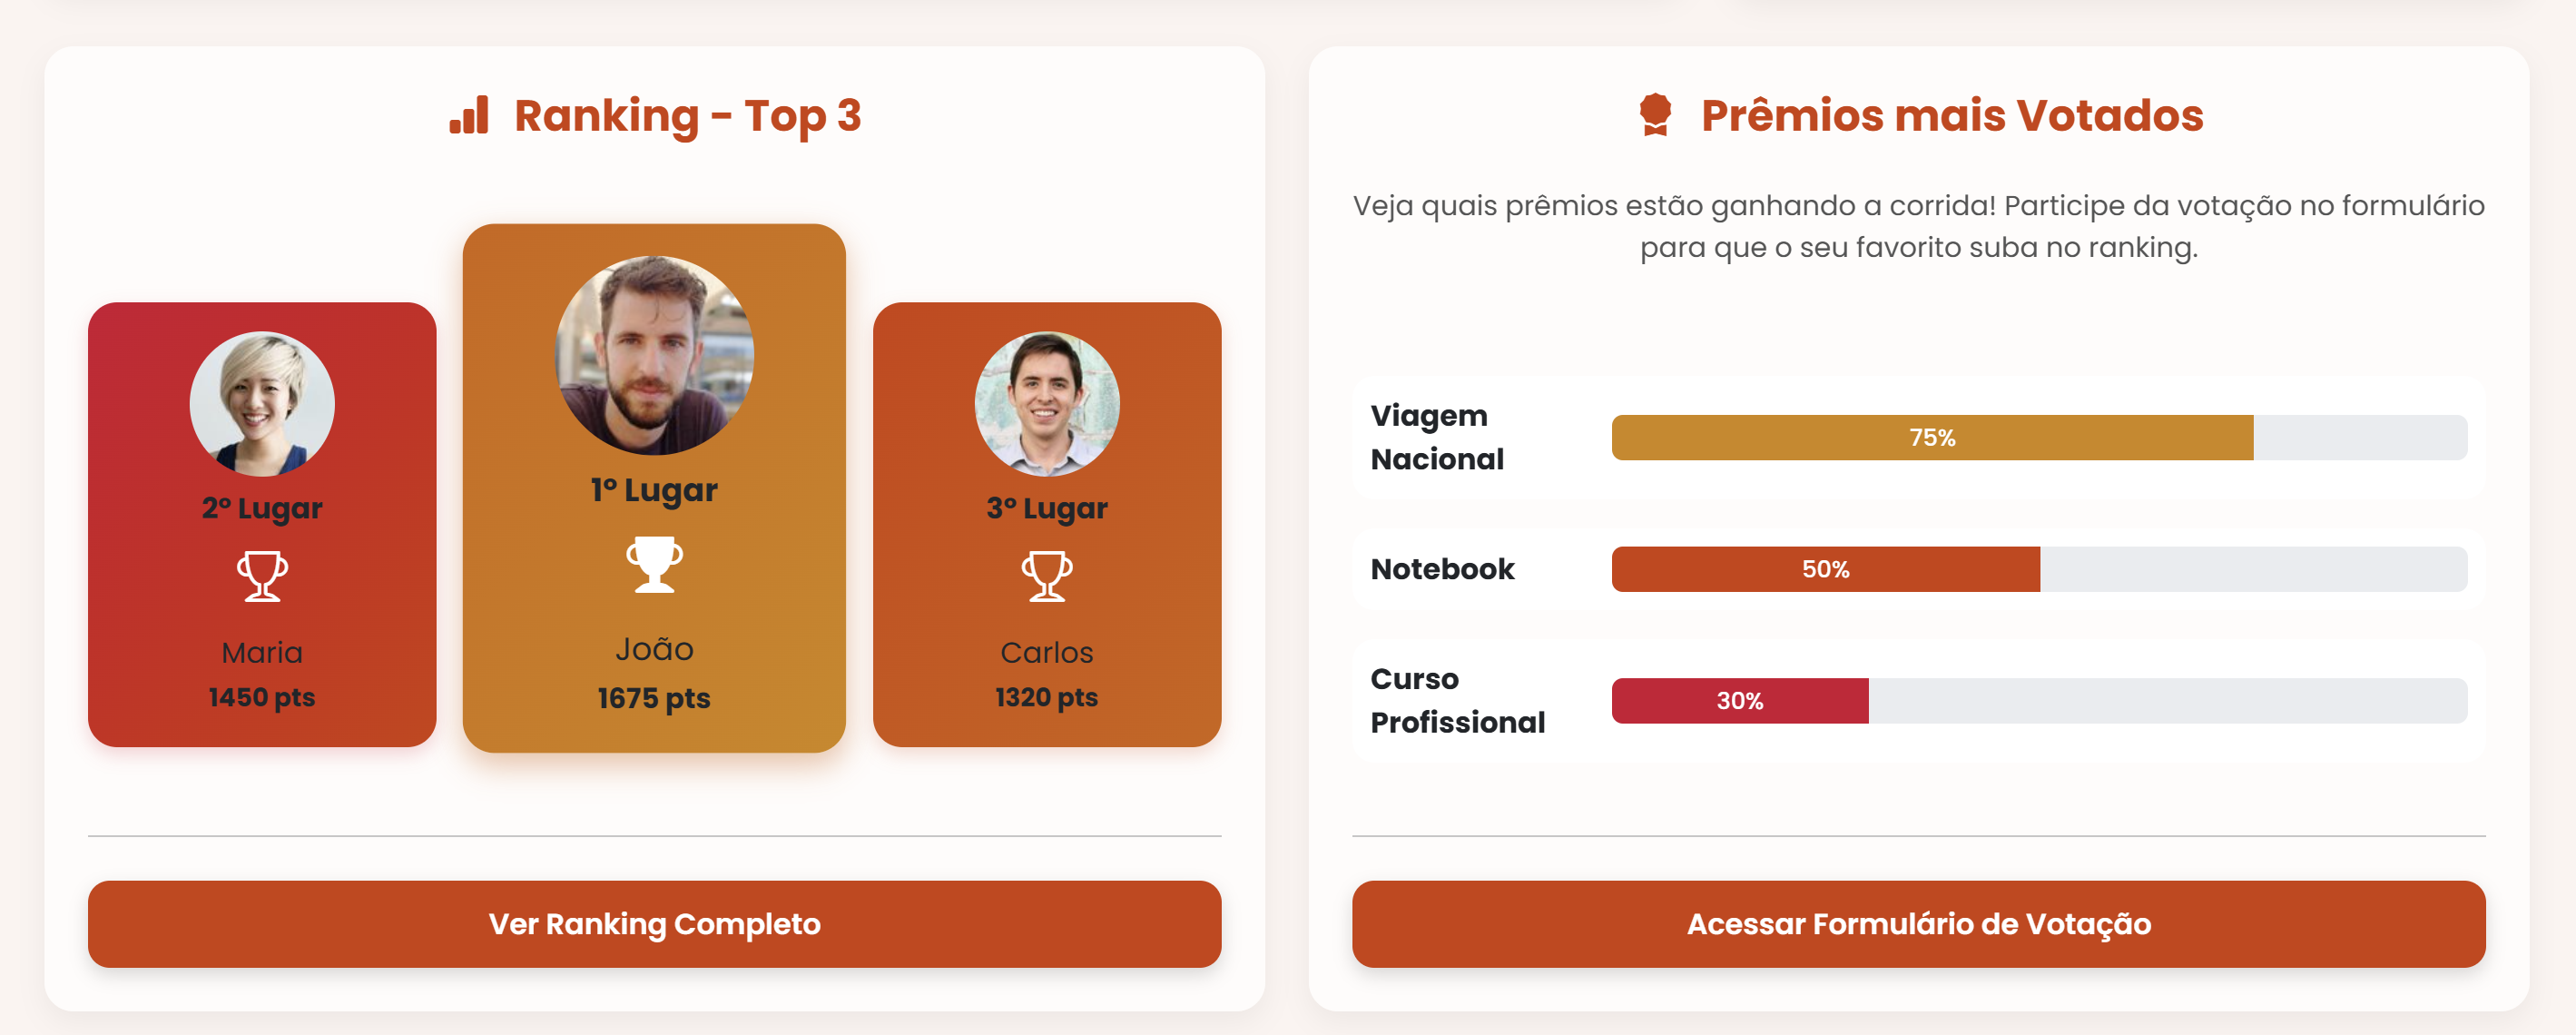 Ranking - Top 3
2º Lugar
Maria
1450 pts
1º Lugar
João
1675 pts
3º Lugar
Carlos
1320 pts
Ver Ranking Completo
Prêmios mais Votados
Veja quais prêmios estão ganhando a corrida! Participe da votação no formulário
para que o seu favorito suba no ranking.
Viagem
Nacional
75%
Notebook
50%
Curso
Profissional
30%
Acessar Formulário de Votação